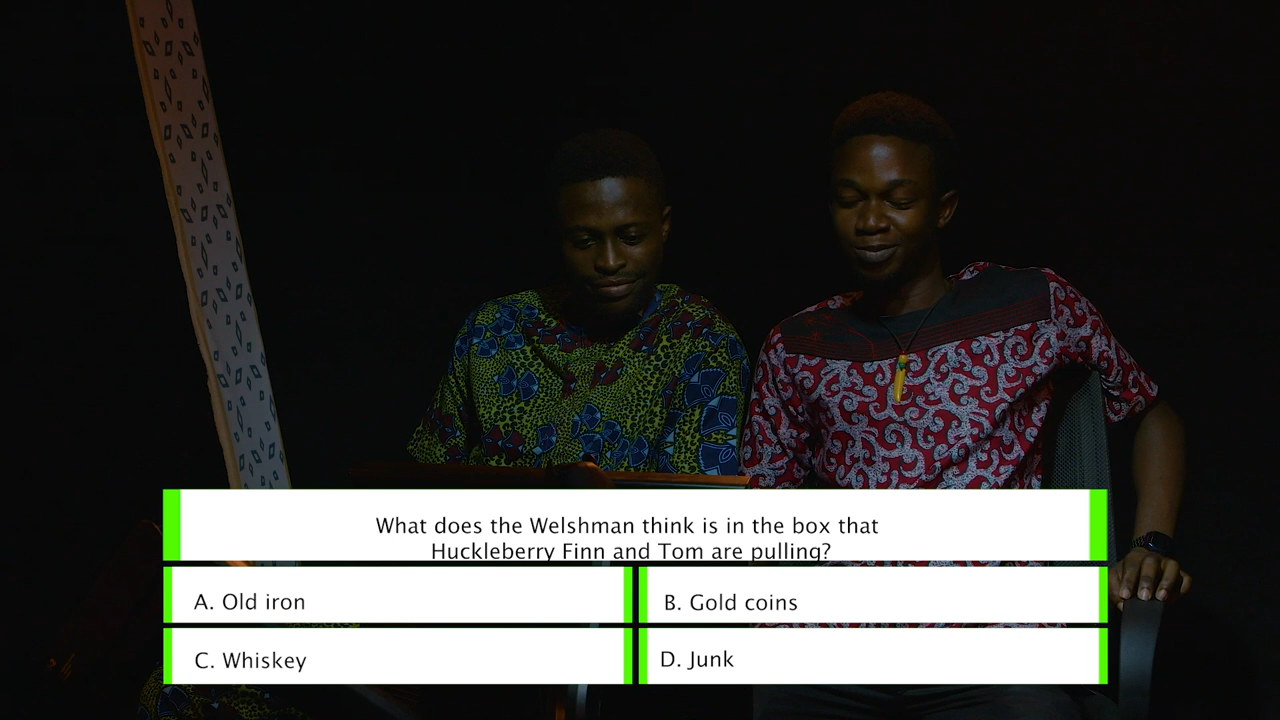 What does the Welshman think is in the box that
Huckleberry Finn and Tom are pulling?
A. Old iron
B. Gold coins
C. Whiskey
D. Junk